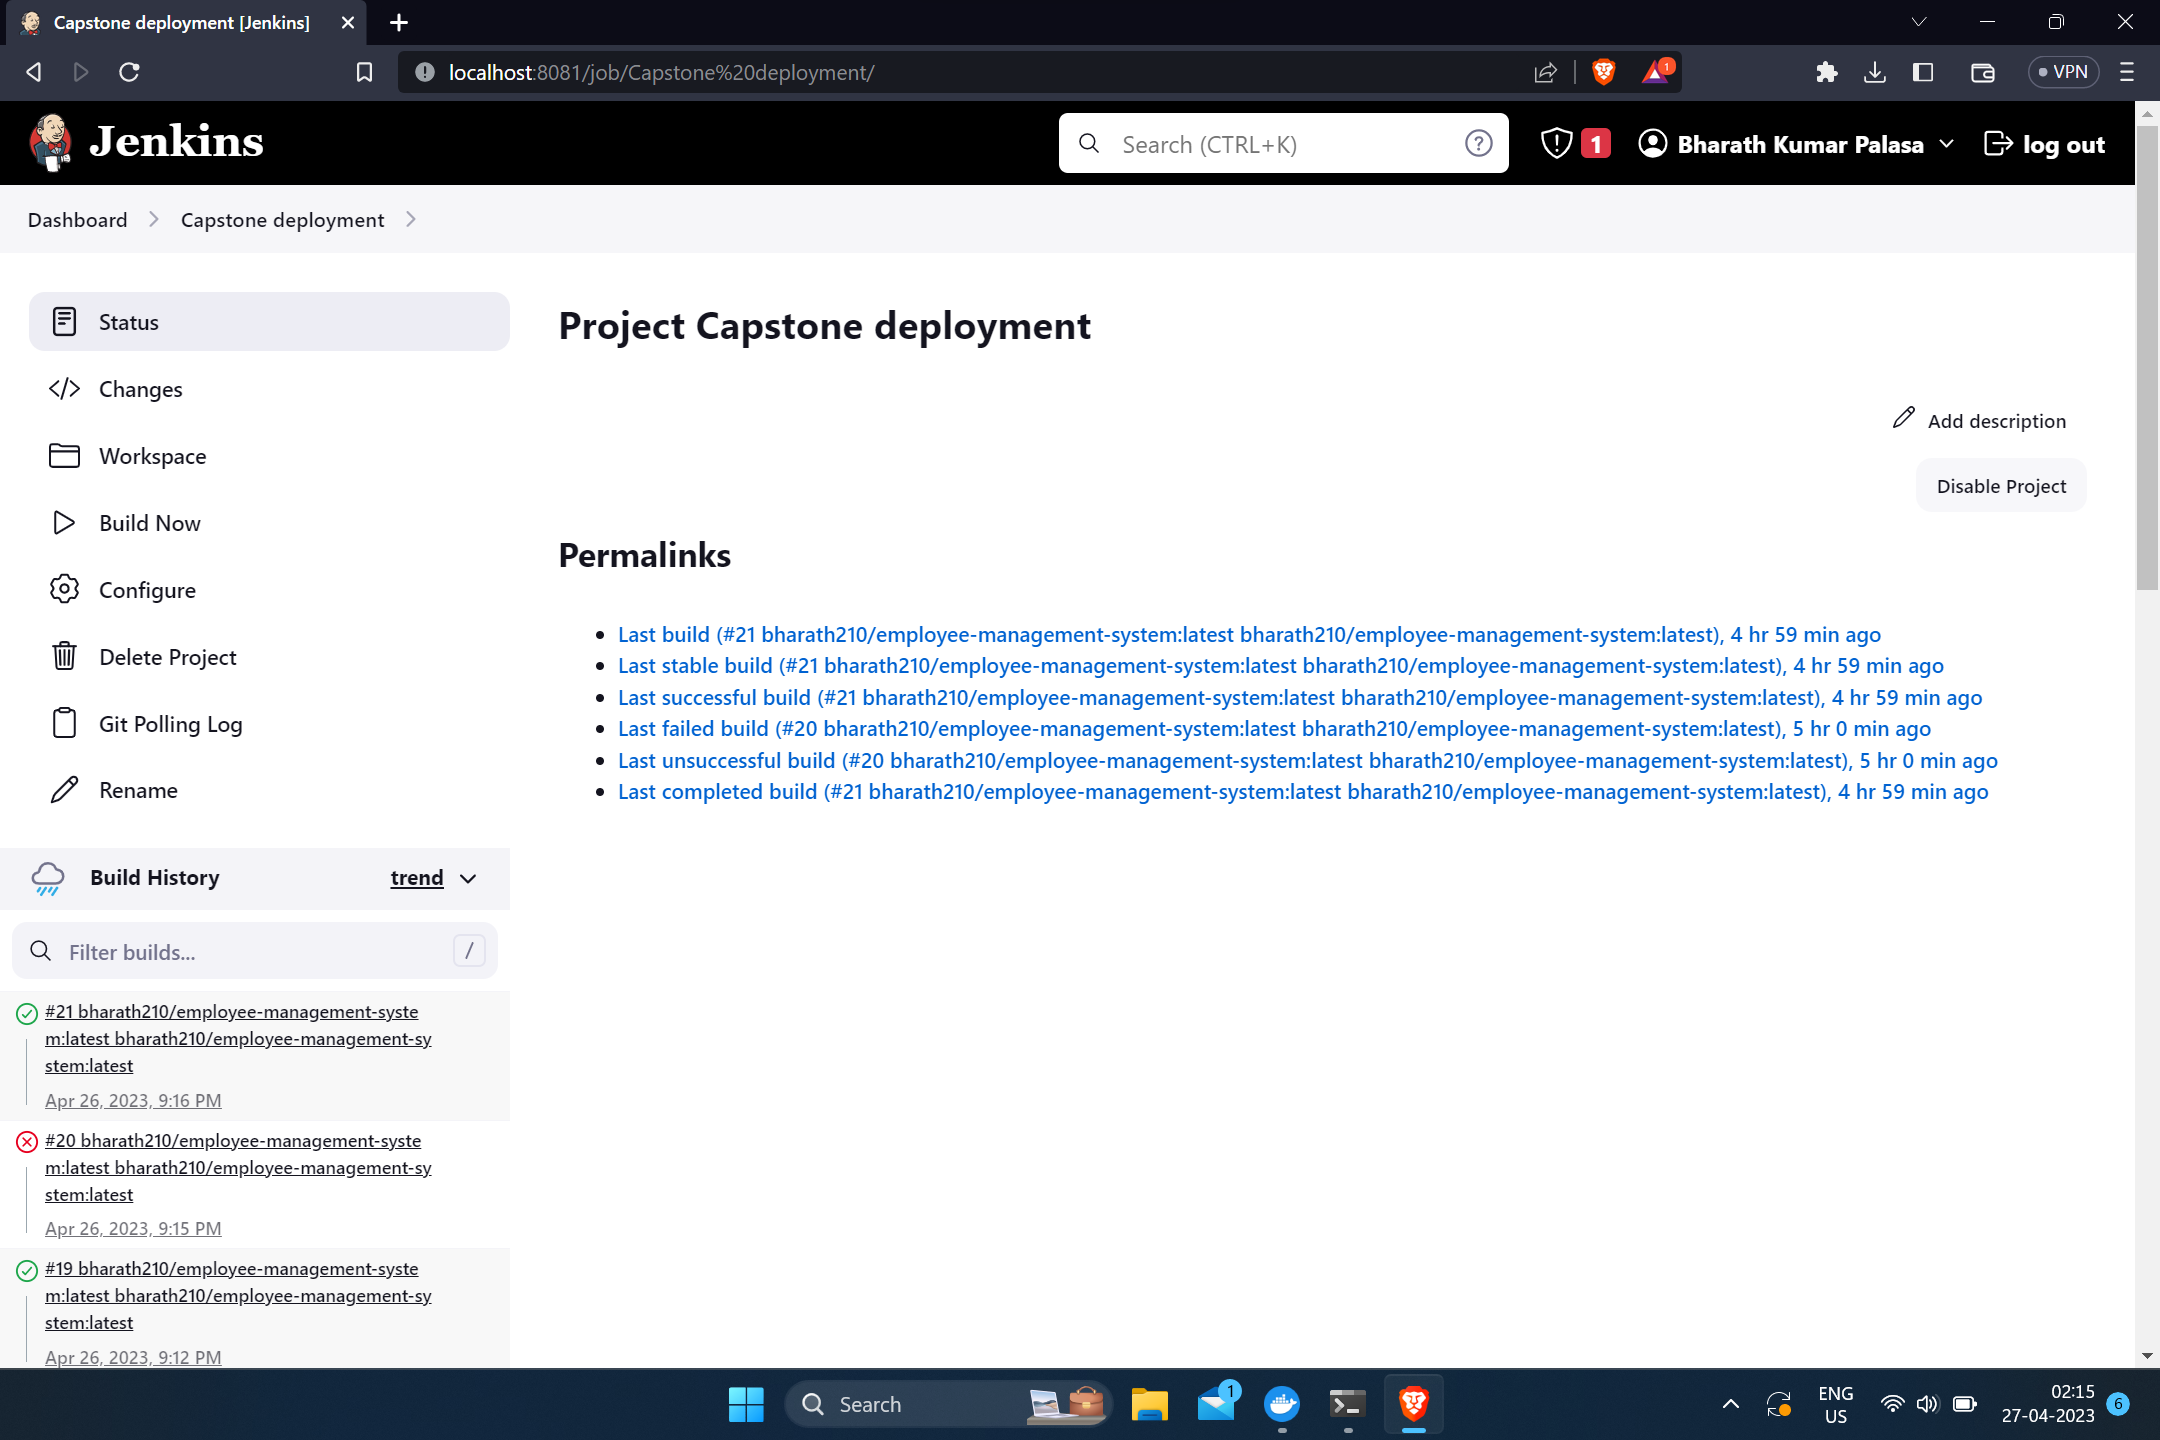 Capstone deployment [Jenkins]
localhost:8081/job/Capstone%20deployment/
1
VPN
Jenkins
Search (CTRL+K)
?
1
Bharath Kumar Palasa
log out
Dashboard
Capstone deployment
Status
Changes
Workspace
Build Now
Configure
Delete Project
Git Polling Log
Rename
Build History
trend
Filter builds...
/
#21 bharath210/employee-management-syste
m:latest bharath210/employee-management-sy
stem:latest
Apr 26, 2023, 9:16 PM
#20 bharath210/employee-management-syste
m:latest bharath210/employee-management-sy
stem:latest
Apr 26, 2023, 9:15 PM
#19 bharath210/employee-management-syste
m:latest bharath210/employee-management-sy
stem:latest
Apr 26, 2023, 9:12 PM
Project Capstone deployment
Add description
Disable Project
Permalinks
Last build (#21 bharath210/employee-management-system:latest bharath210/employee-management-system:latest), 4 hr 59 min ago
Last stable build (#21 bharath210/employee-management-system:latest bharath210/employee-management-system:latest), 4 hr 59 min ago
Last successful build (#21 bharath210/employee-management-system:latest bharath210/employee-management-system:latest), 4 hr 59 min ago
Last failed build (#20 bharath210/employee-management-system:latest bharath210/employee-management-system:latest), 5 hr 0 min ago
Last unsuccessful build (#20 bharath210/employee-management-system:latest bharath210/employee-management-system:latest), 5 hr 0 min ago
Last completed build (#21 bharath210/employee-management-system:latest bharath210/employee-management-system:latest), 4 hr 59 min ago
Search
1
ENG
US
02:15
27-04-2023
6